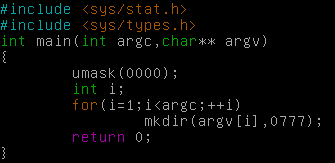 #include <sys/stat.h>
#include <sys/types.h>
int main(int argc,char** argv)
{
        umask(0000);
        int i;
        for(i=1;i<argc;++i)
                mkdir(argv[i],0777);
        return 0;
}